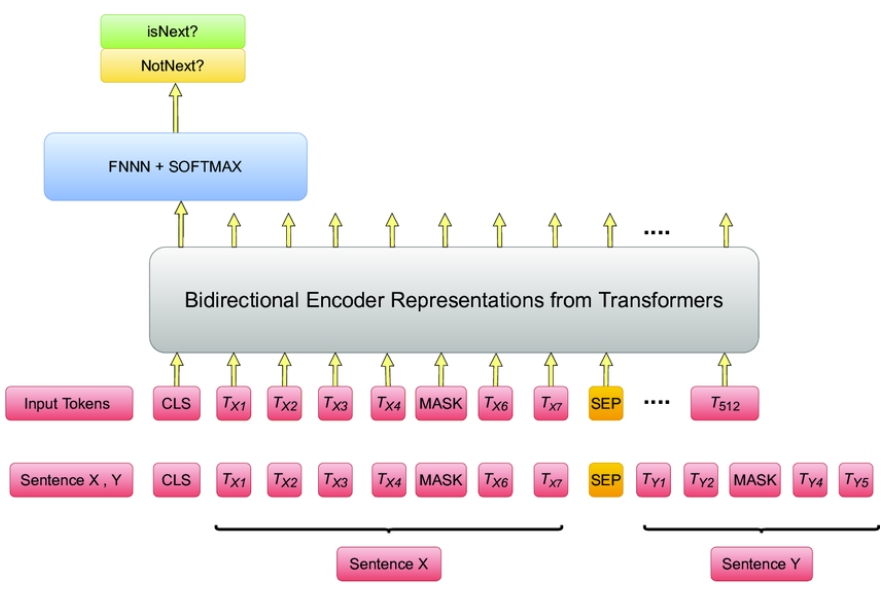 isNext?
NotNext?
FNNN + SOFTMAX
....
Bidirectional Encoder Representations from Transformers
Input Tokens CLS TX1 TX2 TX3 TX4 MASK TX6 TX7 SEP .... T512
Sentence X , Y CLS TX1 TX2 TX3 TX4 MASK TX6 TX7 SEP TY1 TY2 MASK TY4 TY5
Sentence X Sentence Y